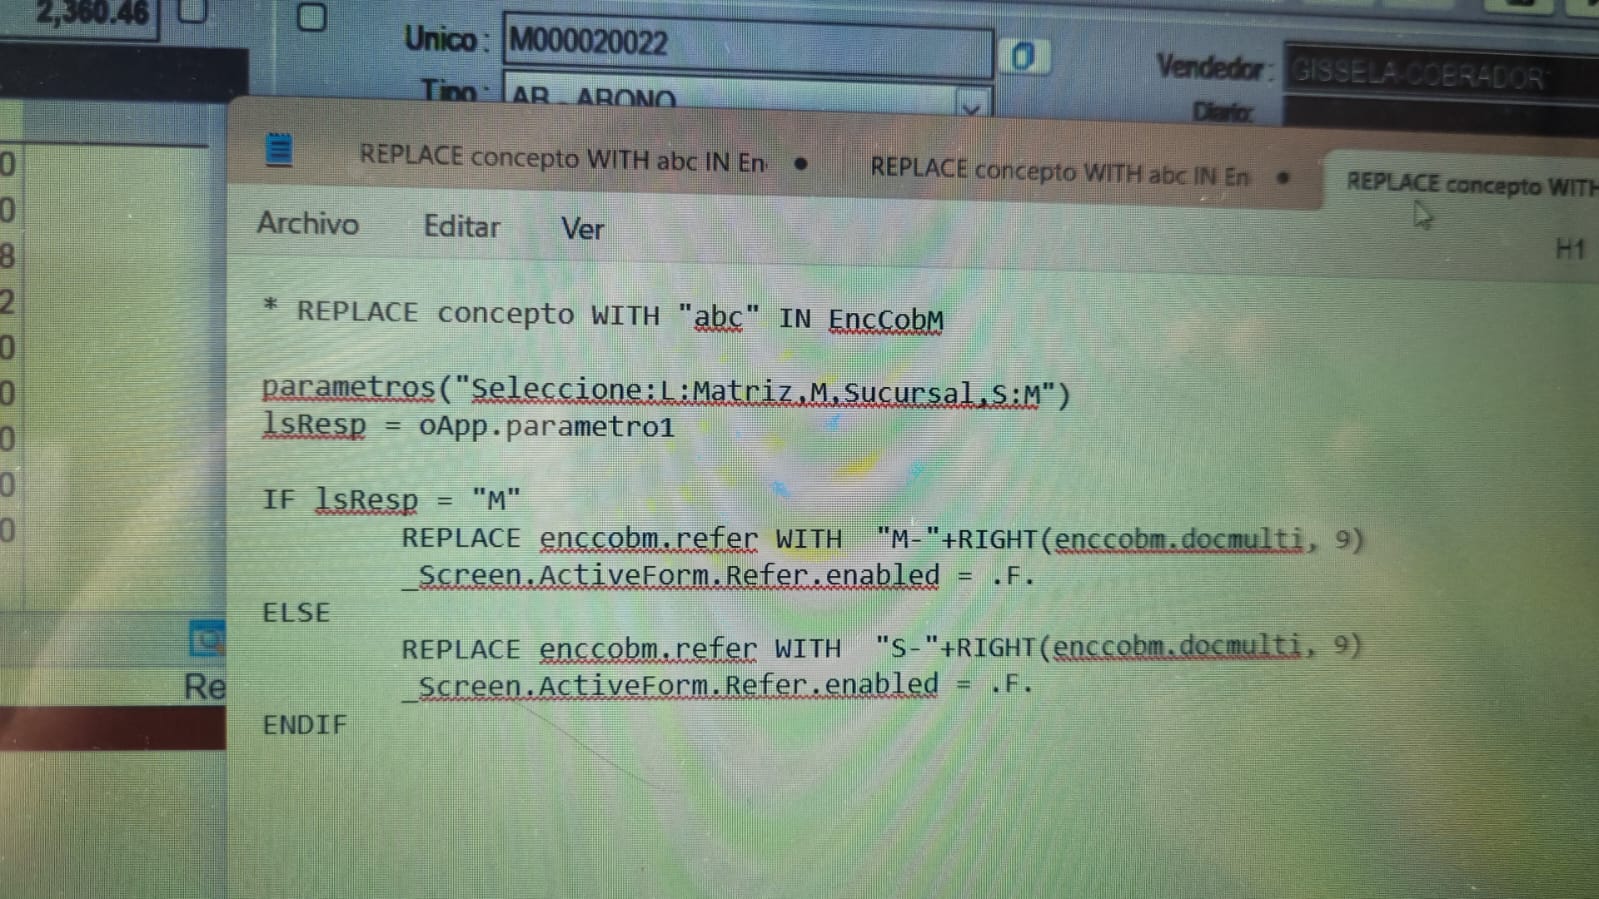 2,360.46
Unico : M000020022
Vendedor : GISSELA-COBRADOR
Tipo : AB - ABONO
Diario:
REPLACE concepto WITH abc IN En
REPLACE concepto WITH abc IN En
REPLACE concepto WITH
Archivo Editar Ver
H1
* REPLACE concepto WITH "abc" IN EncCobM
parametros("Seleccione:L:Matriz,M,Sucursal,S:M")
lsResp = oApp.parametro1
IF lsResp = "M"
REPLACE enccobm.refer WITH "M-"+RIGHT(enccobm.docmulti, 9)
_Screen.ActiveForm.Refer.enabled = .F.
ELSE
REPLACE enccobm.refer WITH "S-"+RIGHT(enccobm.docmulti, 9)
_Screen.ActiveForm.Refer.enabled = .F.
ENDIF
0
0
8
2
0
0
0
0
0
Re